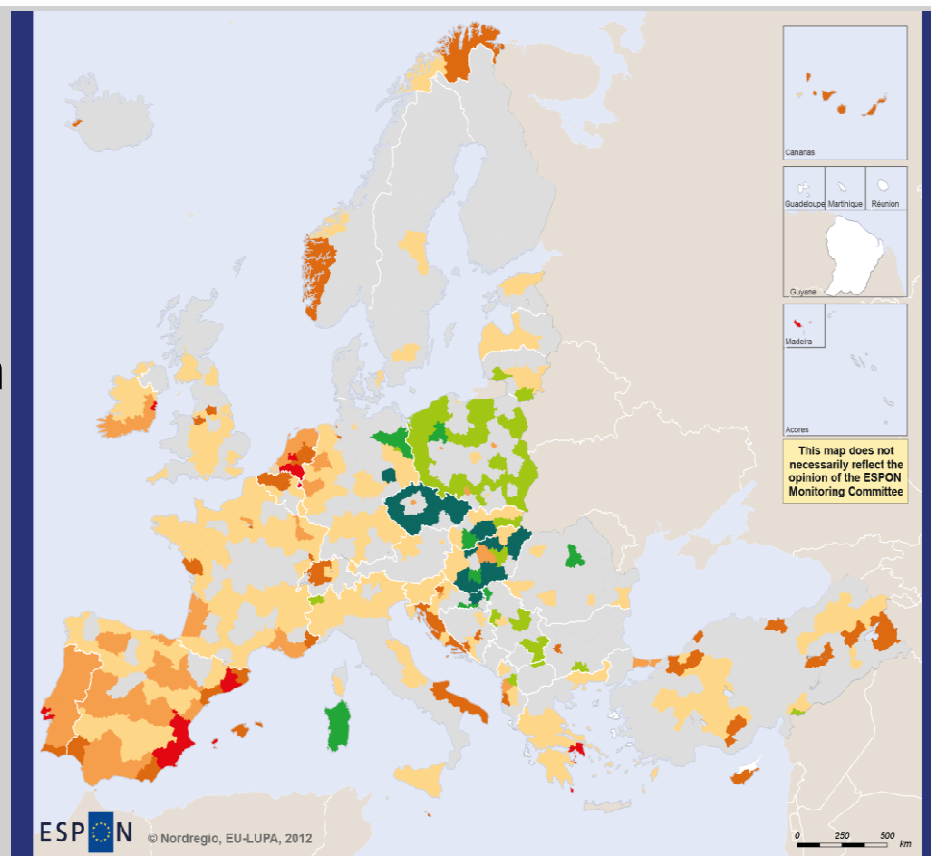 n
Canarias
Guadeloupe Martinique Réunion
Guyane
Madeira
Acores
This map does not
necessarily reflect the
opinion of the ESPON
Monitoring Committee
ESPON © Nordregio, EU-LUPA, 2012
0 250 500
km